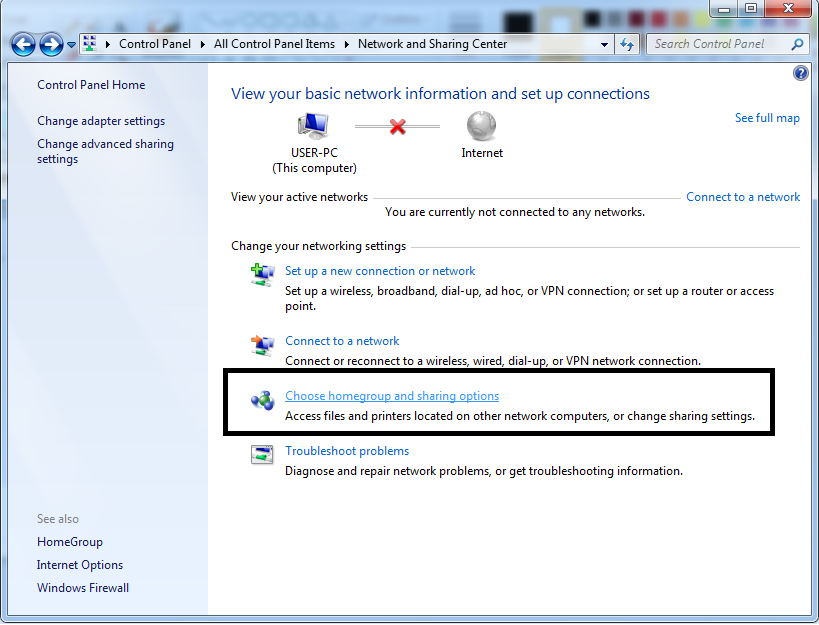 Control Panel All Control Panel Items Network and Sharing Center
Search Control Panel
Control Panel Home
Change adapter settings
Change advanced sharing
settings
View your basic network information and set up connections
See full map
USER-PC
(This computer)
Internet
View your active networks
Connect to a network
You are currently not connected to any networks.
Change your networking settings
Set up a new connection or network
Set up a wireless, broadband, dial-up, ad hoc, or VPN connection; or set up a router or access
point.
Connect to a network
Connect or reconnect to a wireless, wired, dial-up, or VPN network connection.
Choose homegroup and sharing options
Access files and printers located on other network computers, or change sharing settings.
Troubleshoot problems
Diagnose and repair network problems, or get troubleshooting information.
See also
HomeGroup
Internet Options
Windows Firewall